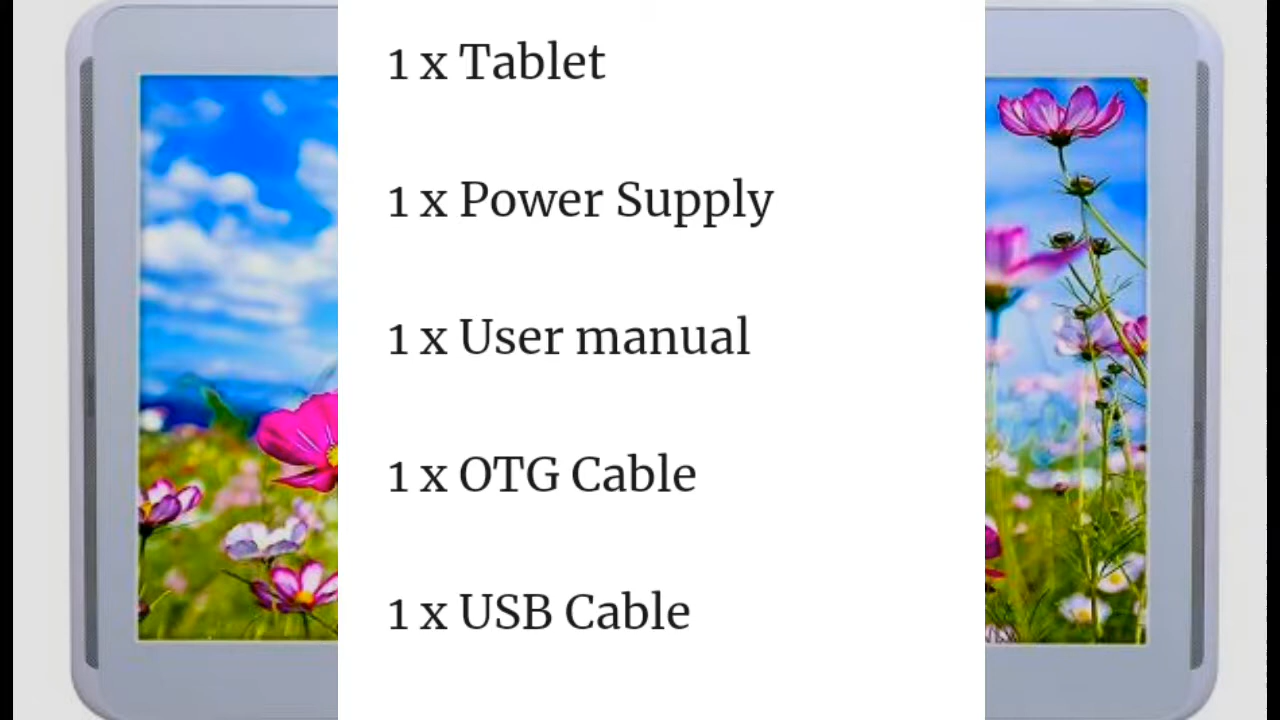 1 x Tablet
1 x Power Supply
1 x User manual
1 x OTG Cable
1 x USB Cable